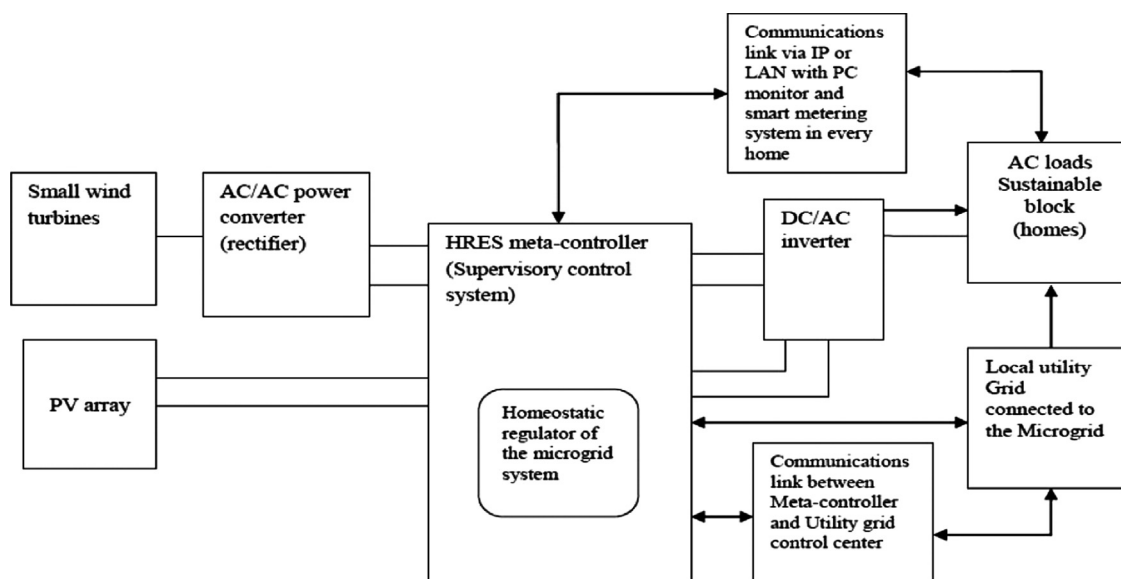 Communications
link via IP or
LAN with PC
monitor and
smart metering
system in every
home
Small wind
turbines
AC/AC power
converter
(rectifier)
HRES meta-controller
(Supervisory control
system)
DC/AC
inverter
AC loads
Sustainable
block
(homes)
PV array
Homeostatic
regulator of
the microgrid
system
Local utility
Grid
connected to
the Microgrid
Communications
link between
Meta-controller
and Utility grid
control center